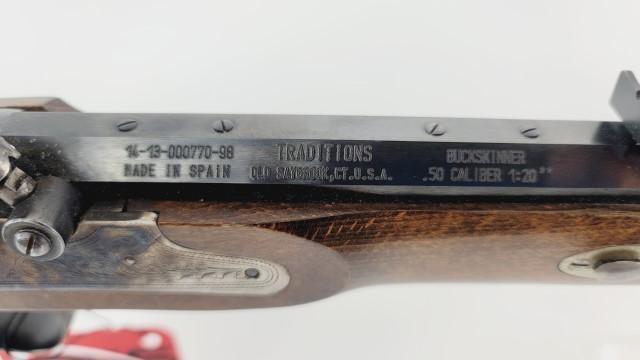 14-13-000770-98
MADE IN SPAIN
TRADITIONS
OLD SAYBROOK,CT.U.S.A.
BUCKSKINNER
.50 CALIBER 1:20"